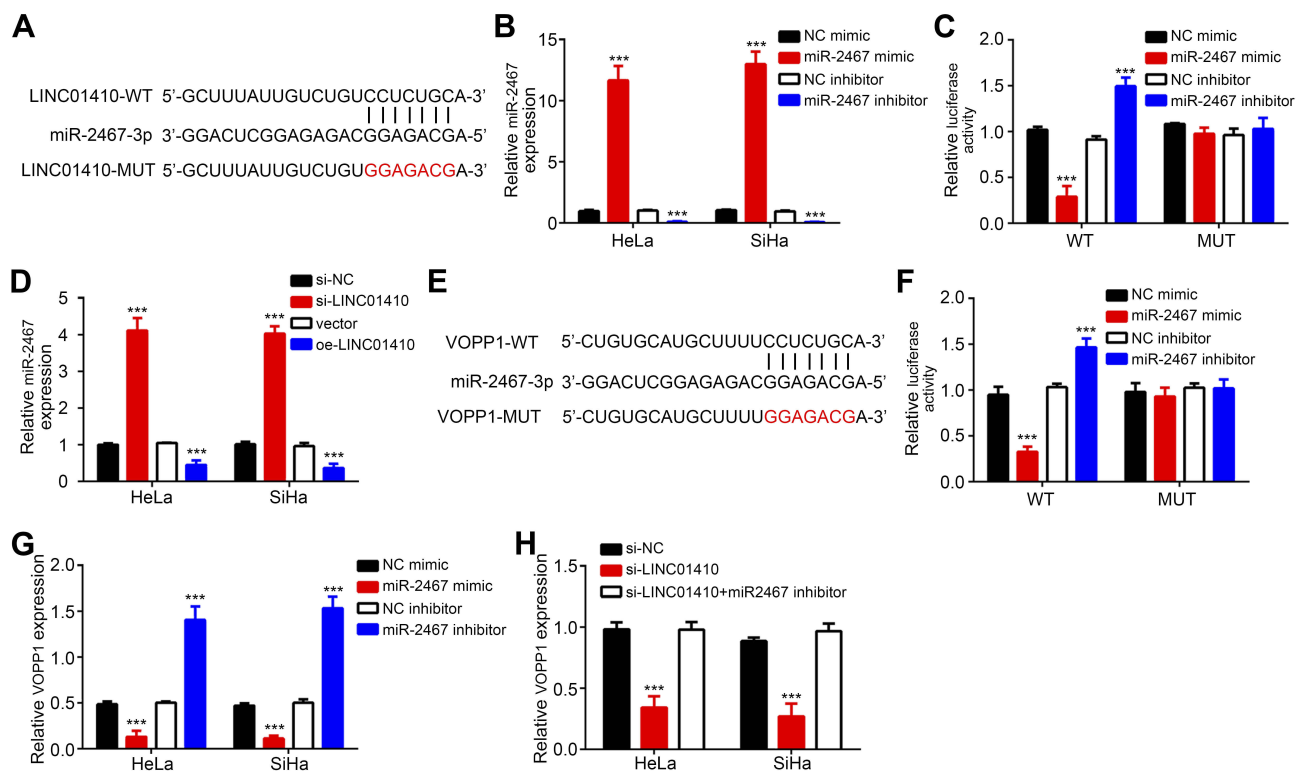 A
LINC01410-WT 5’-GCUUUAUUGUCUGUCCUCUGCA-3’
miR-2467-3p 3’-GGACUCGGAGAGACGGAGACGA-5’
LINC01410-MUT 5’-GCUUUAUUGUCUGUGGAGACGA-3’
B
Relative miR-2467
expression
15
10
5
0
NC mimic
miR-2467 mimic
NC inhibitor
miR-2467 inhibitor
***
***
***
***
HeLa
SiHa
C
Relative luciferase
activity
2.0
1.5
1.0
0.5
0.0
NC mimic
miR-2467 mimic
NC inhibitor
miR-2467 inhibitor
***
***
WT
MUT
D
Relative miR-2467
expression
5
4
3
2
1
0
si-NC
si-LINC01410
vector
oe-LINC01410
***
***
***
***
HeLa
SiHa
E
VOPP1-WT 5’-CUGUGCAUGCUUUUCCUCUGCA-3’
miR-2467-3p 3’-GGACUCGGAGAGACGGAGACGA-5’
VOPP1-MUT 5’-CUGUGCAUGCUUUUGGAGACGA-3’
F
Relative luciferase
activity
2.0
1.5
1.0
0.5
0.0
NC mimic
miR-2467 mimic
NC inhibitor
miR-2467 inhibitor
***
***
WT
MUT
G
Relative VOPP1 expression
2.0
1.5
1.0
0.5
0.0
NC mimic
miR-2467 mimic
NC inhibitor
miR-2467 inhibitor
***
***
***
***
HeLa
SiHa
H
Relative VOPP1 expression
1.5
1.0
0.5
0.0
si-NC
si-LINC01410
si-LINC01410+miR2467 inhibitor
***
***
HeLa
SiHa